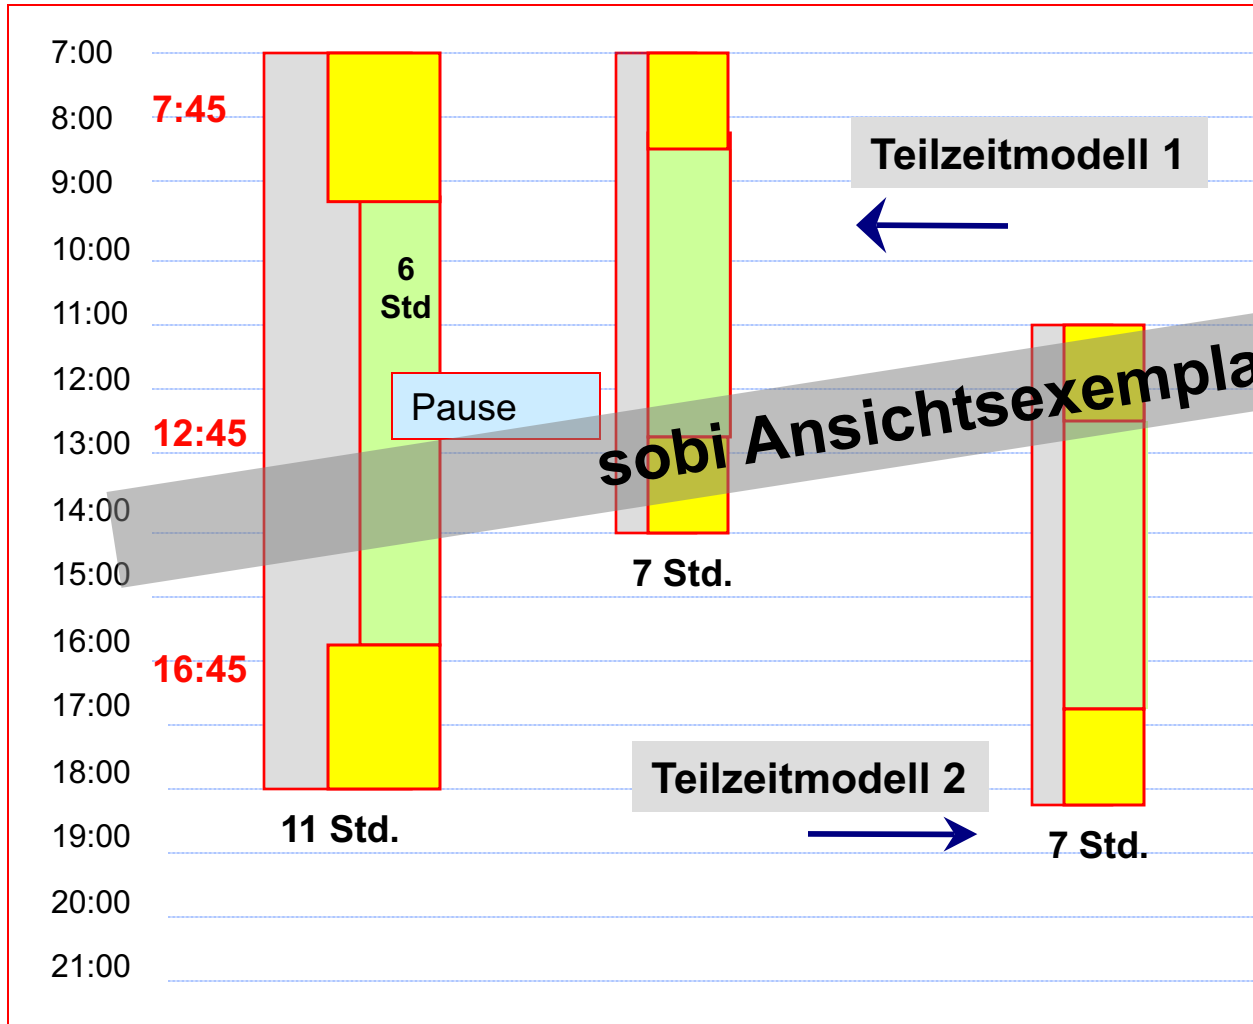 7:00
7:45
8:00
Teilzeitmodell 1
9:00
10:00
6
Std
11:00
12:00
Pause
12:45
13:00
sobi Ansichtsexempla
14:00
15:00
7 Std.
16:00
16:45
17:00
18:00
Teilzeitmodell 2
11 Std.
19:00
7 Std.
20:00
21:00